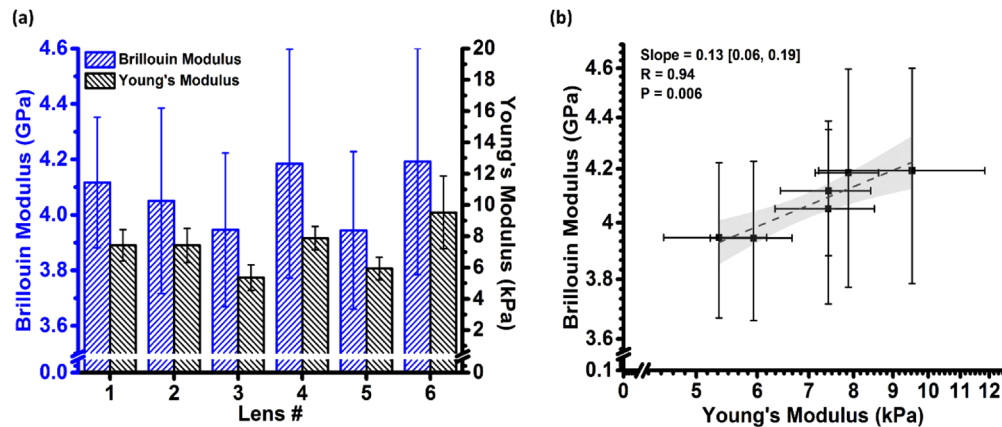 (a)
Brillouin Modulus
Young's Modulus
Brillouin Modulus (GPa)
4.6
4.4
4.2
4.0
3.8
3.6
0.0
20
18
16
14
12
10
8
6
4
2
0
Young's Modulus
(kPa)
1 2 3 4 5 6
Lens #
(b)
Slope = 0.13 [0.06, 0.19]
R = 0.94
P = 0.006
Brillouin Modulus (GPa)
4.6
4.4
4.2
4
3.8
3.6
0.1
0 5 6 7 8 9 10 11 12
Young's Modulus (kPa)